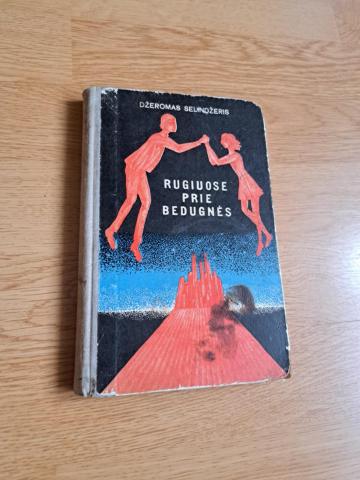 DŽEROMAS SELINDŽERIS
RUGIUOSE
PRIE
BEDUGNĖS